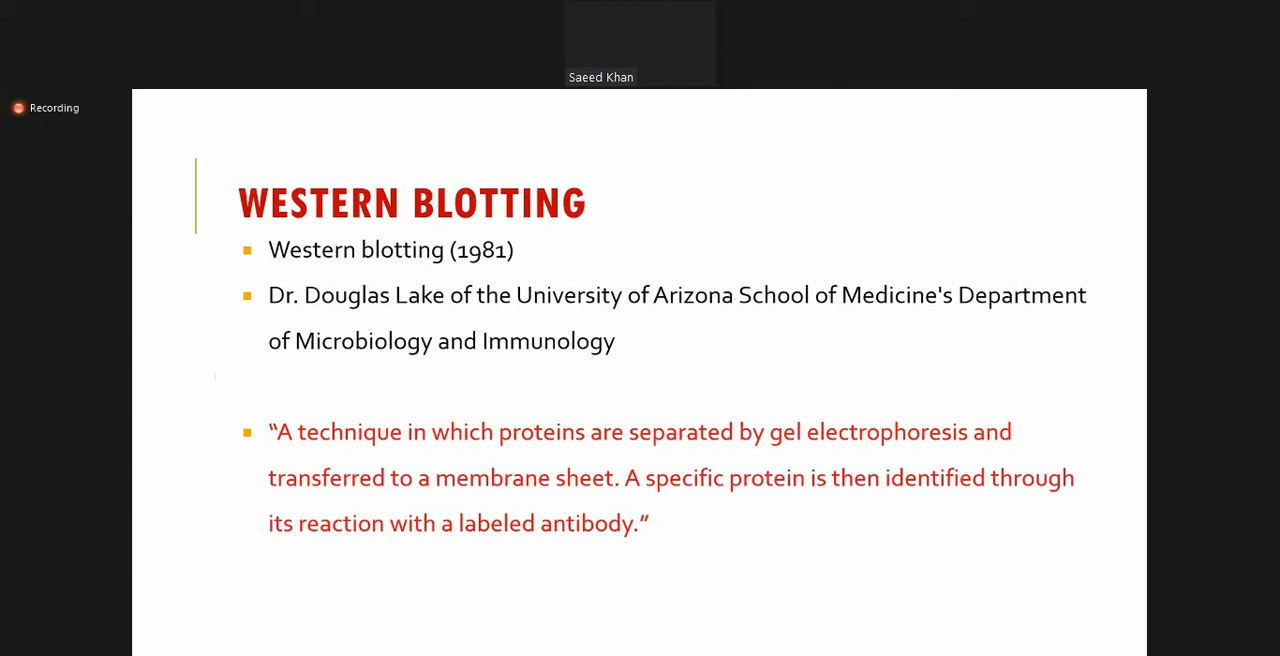 Saeed Khan
Recording
WESTERN BLOTTING
Western blotting (1981)
Dr. Douglas Lake of the University of Arizona School of Medicine's Department
of Microbiology and Immunology
“A technique in which proteins are separated by gel electrophoresis and
transferred to a membrane sheet. A specific protein is then identified through
its reaction with a labeled antibody.”